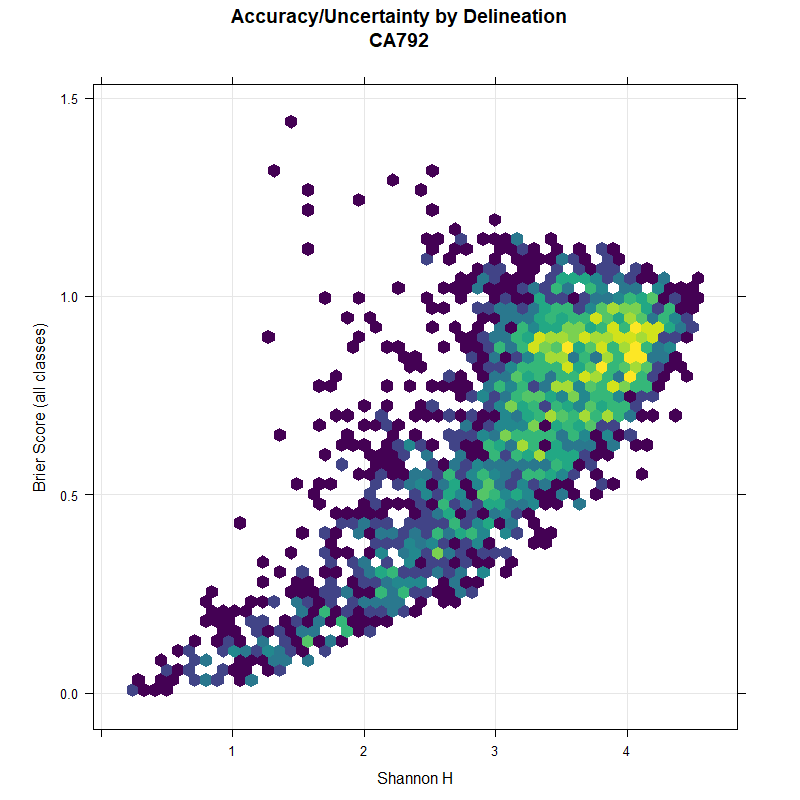 Accuracy/Uncertainty by Delineation
CA792
1.5
1.0
0.5
0.0
Brier Score (all classes)
1
2
3
4
Shannon H